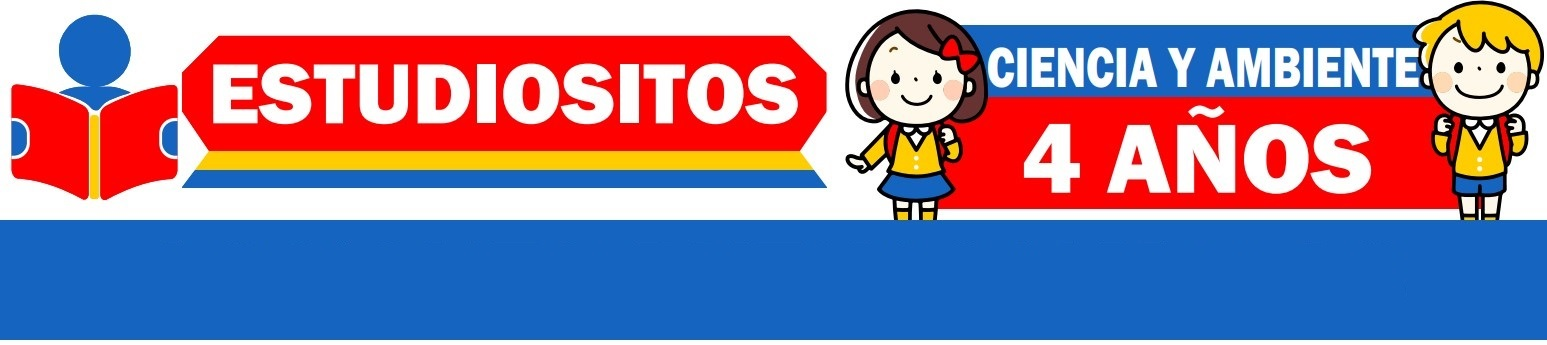 ESTUDIOSITOS
CIENCIA Y AMBIENTE
4 AÑOS